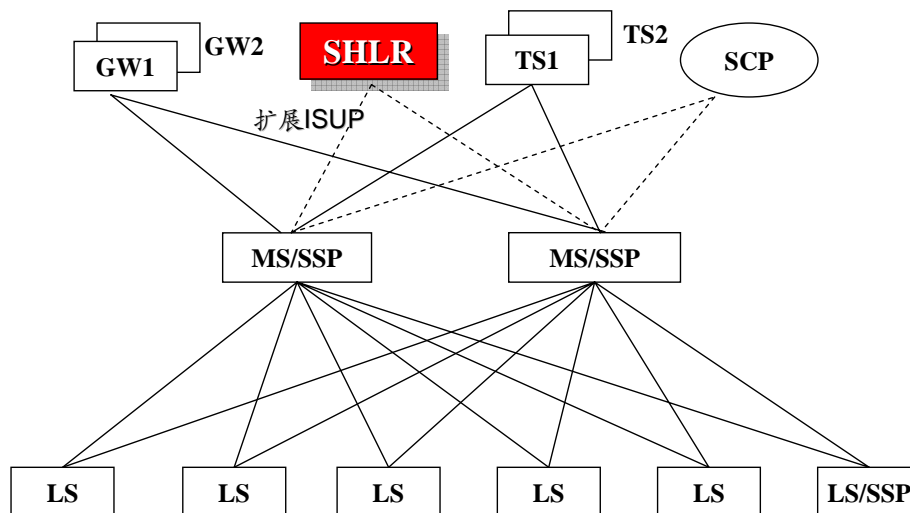 GW1
GW2
SHLR
TS1
TS2
SCP
扩展ISUP
MS/SSP
MS/SSP
LS
LS
LS
LS
LS
LS/SSP